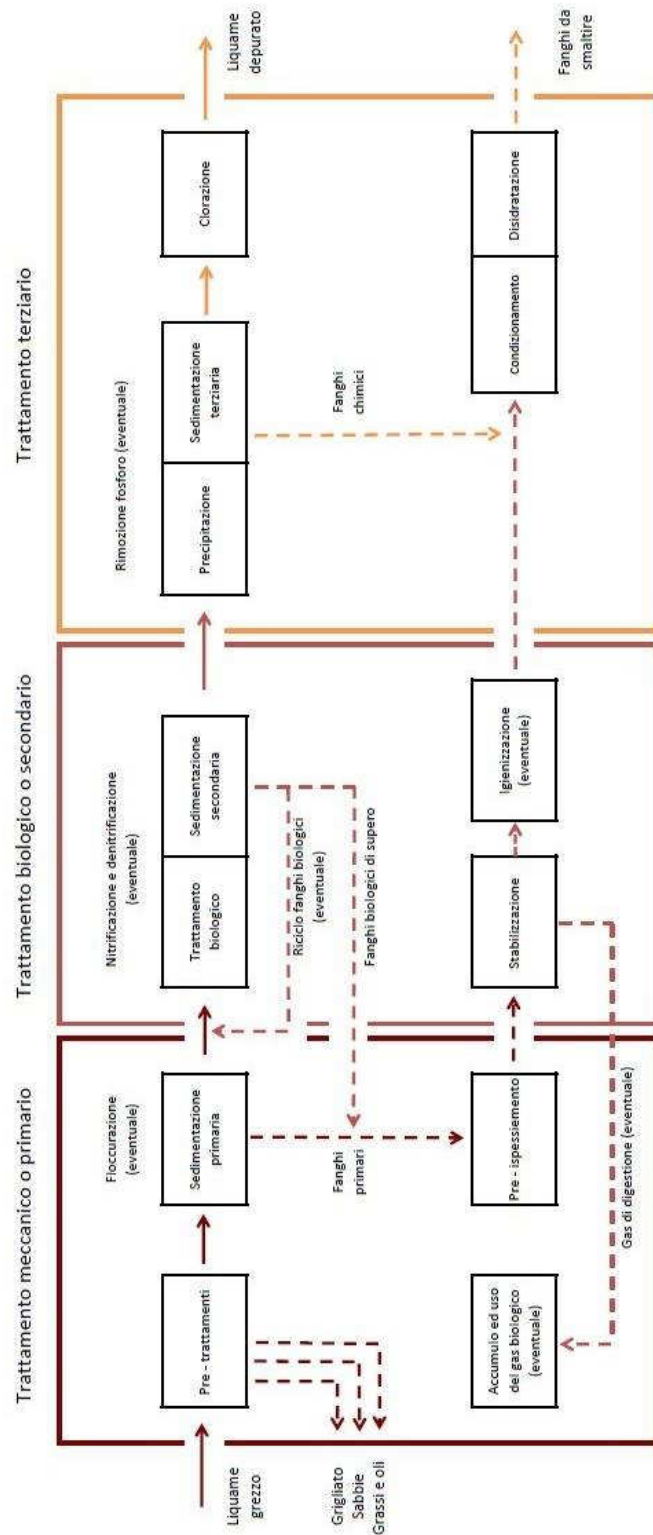 Trattamento meccanico o primario
Trattamento biologico o secondario
Trattamento terziario
Floccurazione
(eventuale)
Nitrificazione e denitrificazione
(eventuale)
Rimozione fosforo (eventuale)
Liquame
grezzo
Pre - trattamenti
Sedimentazione
primaria
Trattamento
biologico
Sedimentazione
secondaria
Precipitazione
Sedimentazione
terziaria
Clorazione
Liquame
depurato
Grigliato
Sabbie
Grassi e oli
Fanghi
primari
Riciclo fanghi biologici
(eventuale)
Fanghi biologici di supero
Fanghi
chimici
Accumulo ed uso
del gas biologico
(eventuale)
Pre - ispessiemento
Stabilizzazione
Igienizzazione
(eventuale)
Condizionamento
Disidratazione
Fanghi da
smaltire
Gas di digestione (eventuale)